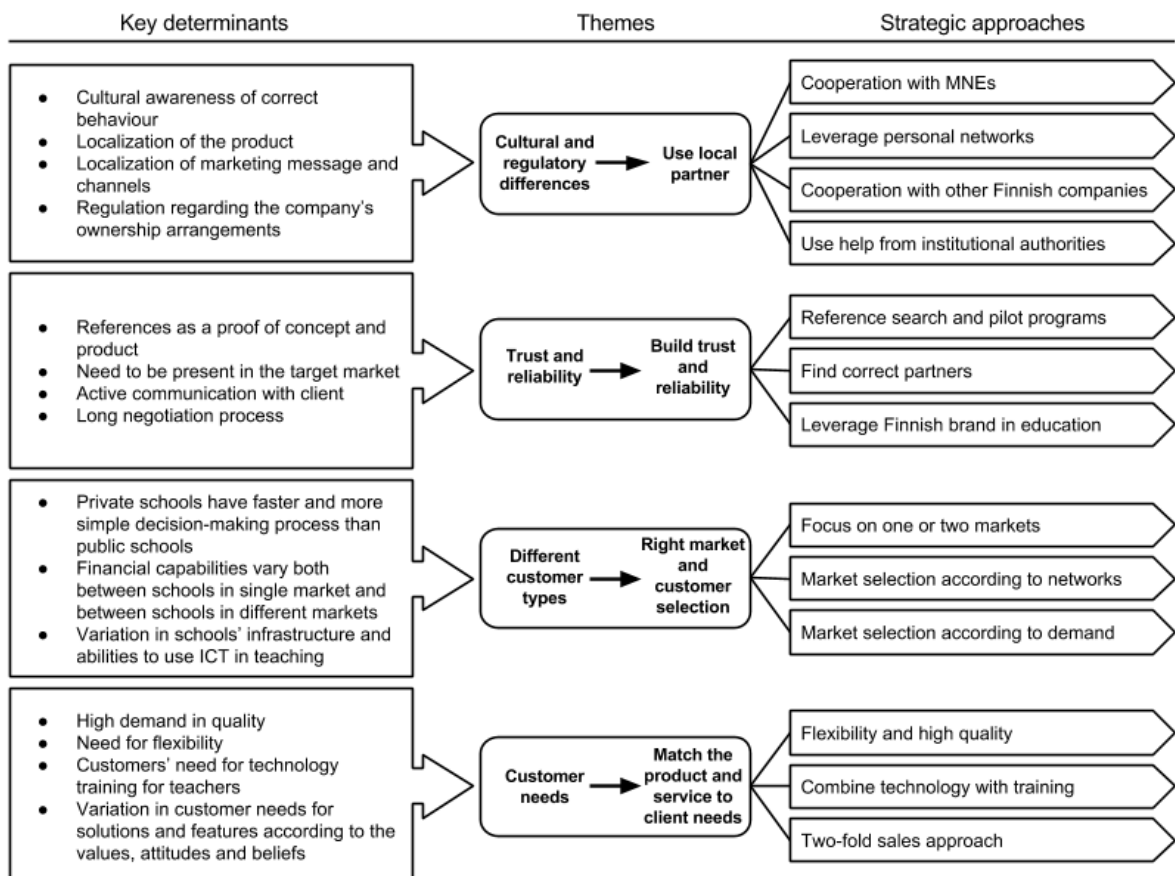 Key determinants
Themes
Strategic approaches
● Cultural awareness of correct
behaviour
● Localization of the product
● Localization of marketing message and
channels
● Regulation regarding the company's
ownership arrangements
Cultural and
regulatory
differences
Use local
partner
Cooperation with MNEs
Leverage personal networks
Cooperation with other Finnish companies
Use help from institutional authorities
● References as a proof of concept and
product
● Need to be present in the target market
● Active communication with client
● Long negotiation process
Trust and
reliability
Build trust
and
reliability
Reference search and pilot programs
Find correct partners
Leverage Finnish brand in education
● Private schools have faster and more
simple decision-making process than
public schools
● Financial capabilities vary both
between schools in single market and
between schools in different markets
● Variation in schools' infrastructure and
abilities to use ICT in teaching
Different
customer
types
Right market
and
customer
selection
Focus on one or two markets
Market selection according to networks
Market selection according to demand
● High demand in quality
● Need for flexibility
● Customers' need for technology
training for teachers
● Variation in customer needs for
solutions and features according to the
values, attitudes and beliefs
Customer
needs
Match the
product and
service to
client needs
Flexibility and high quality
Combine technology with training
Two-fold sales approach